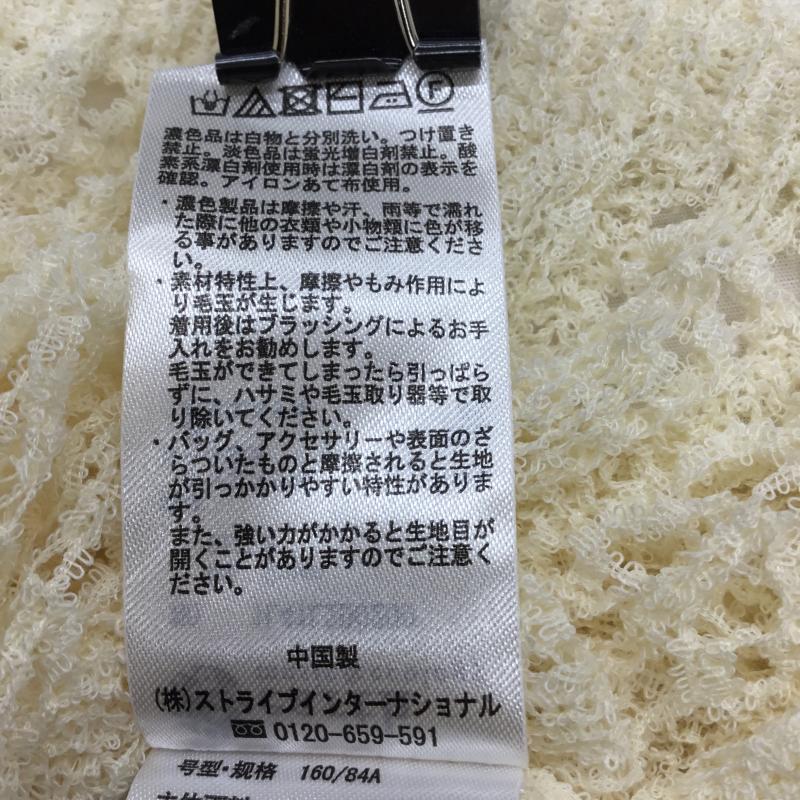 濃色品は白物と分別洗い。つけ置き
禁止。淡色品は蛍光増白剤禁止。酸
素系漂白剤使用時は漂白剤の表示を
確認。アイロンあて布使用。
・濃色製品は摩擦や汗、雨等で濡れ
た際に他の衣類や小物類に色が移
る事がありますのでご注意くださ
い。
・素材特性上、摩擦やもみ作用によ
り毛玉が生じます。
着用後はブラッシングによるお手
入れをお勧めします。
毛玉ができてしまったら引っぱら
ずに、ハサミや毛玉取り器等で取
り除いてください。
・バッグ、アクセサリーや表面のざ
らついたものと摩擦されると生地
が引っかかりやすい特性がありま
す。
また、強い力がかかると生地目が
開くことがありますのでご注意く
ださい。
中国製
(株)ストライプインターナショナル
0120-659-591
号型・规格 160/84A